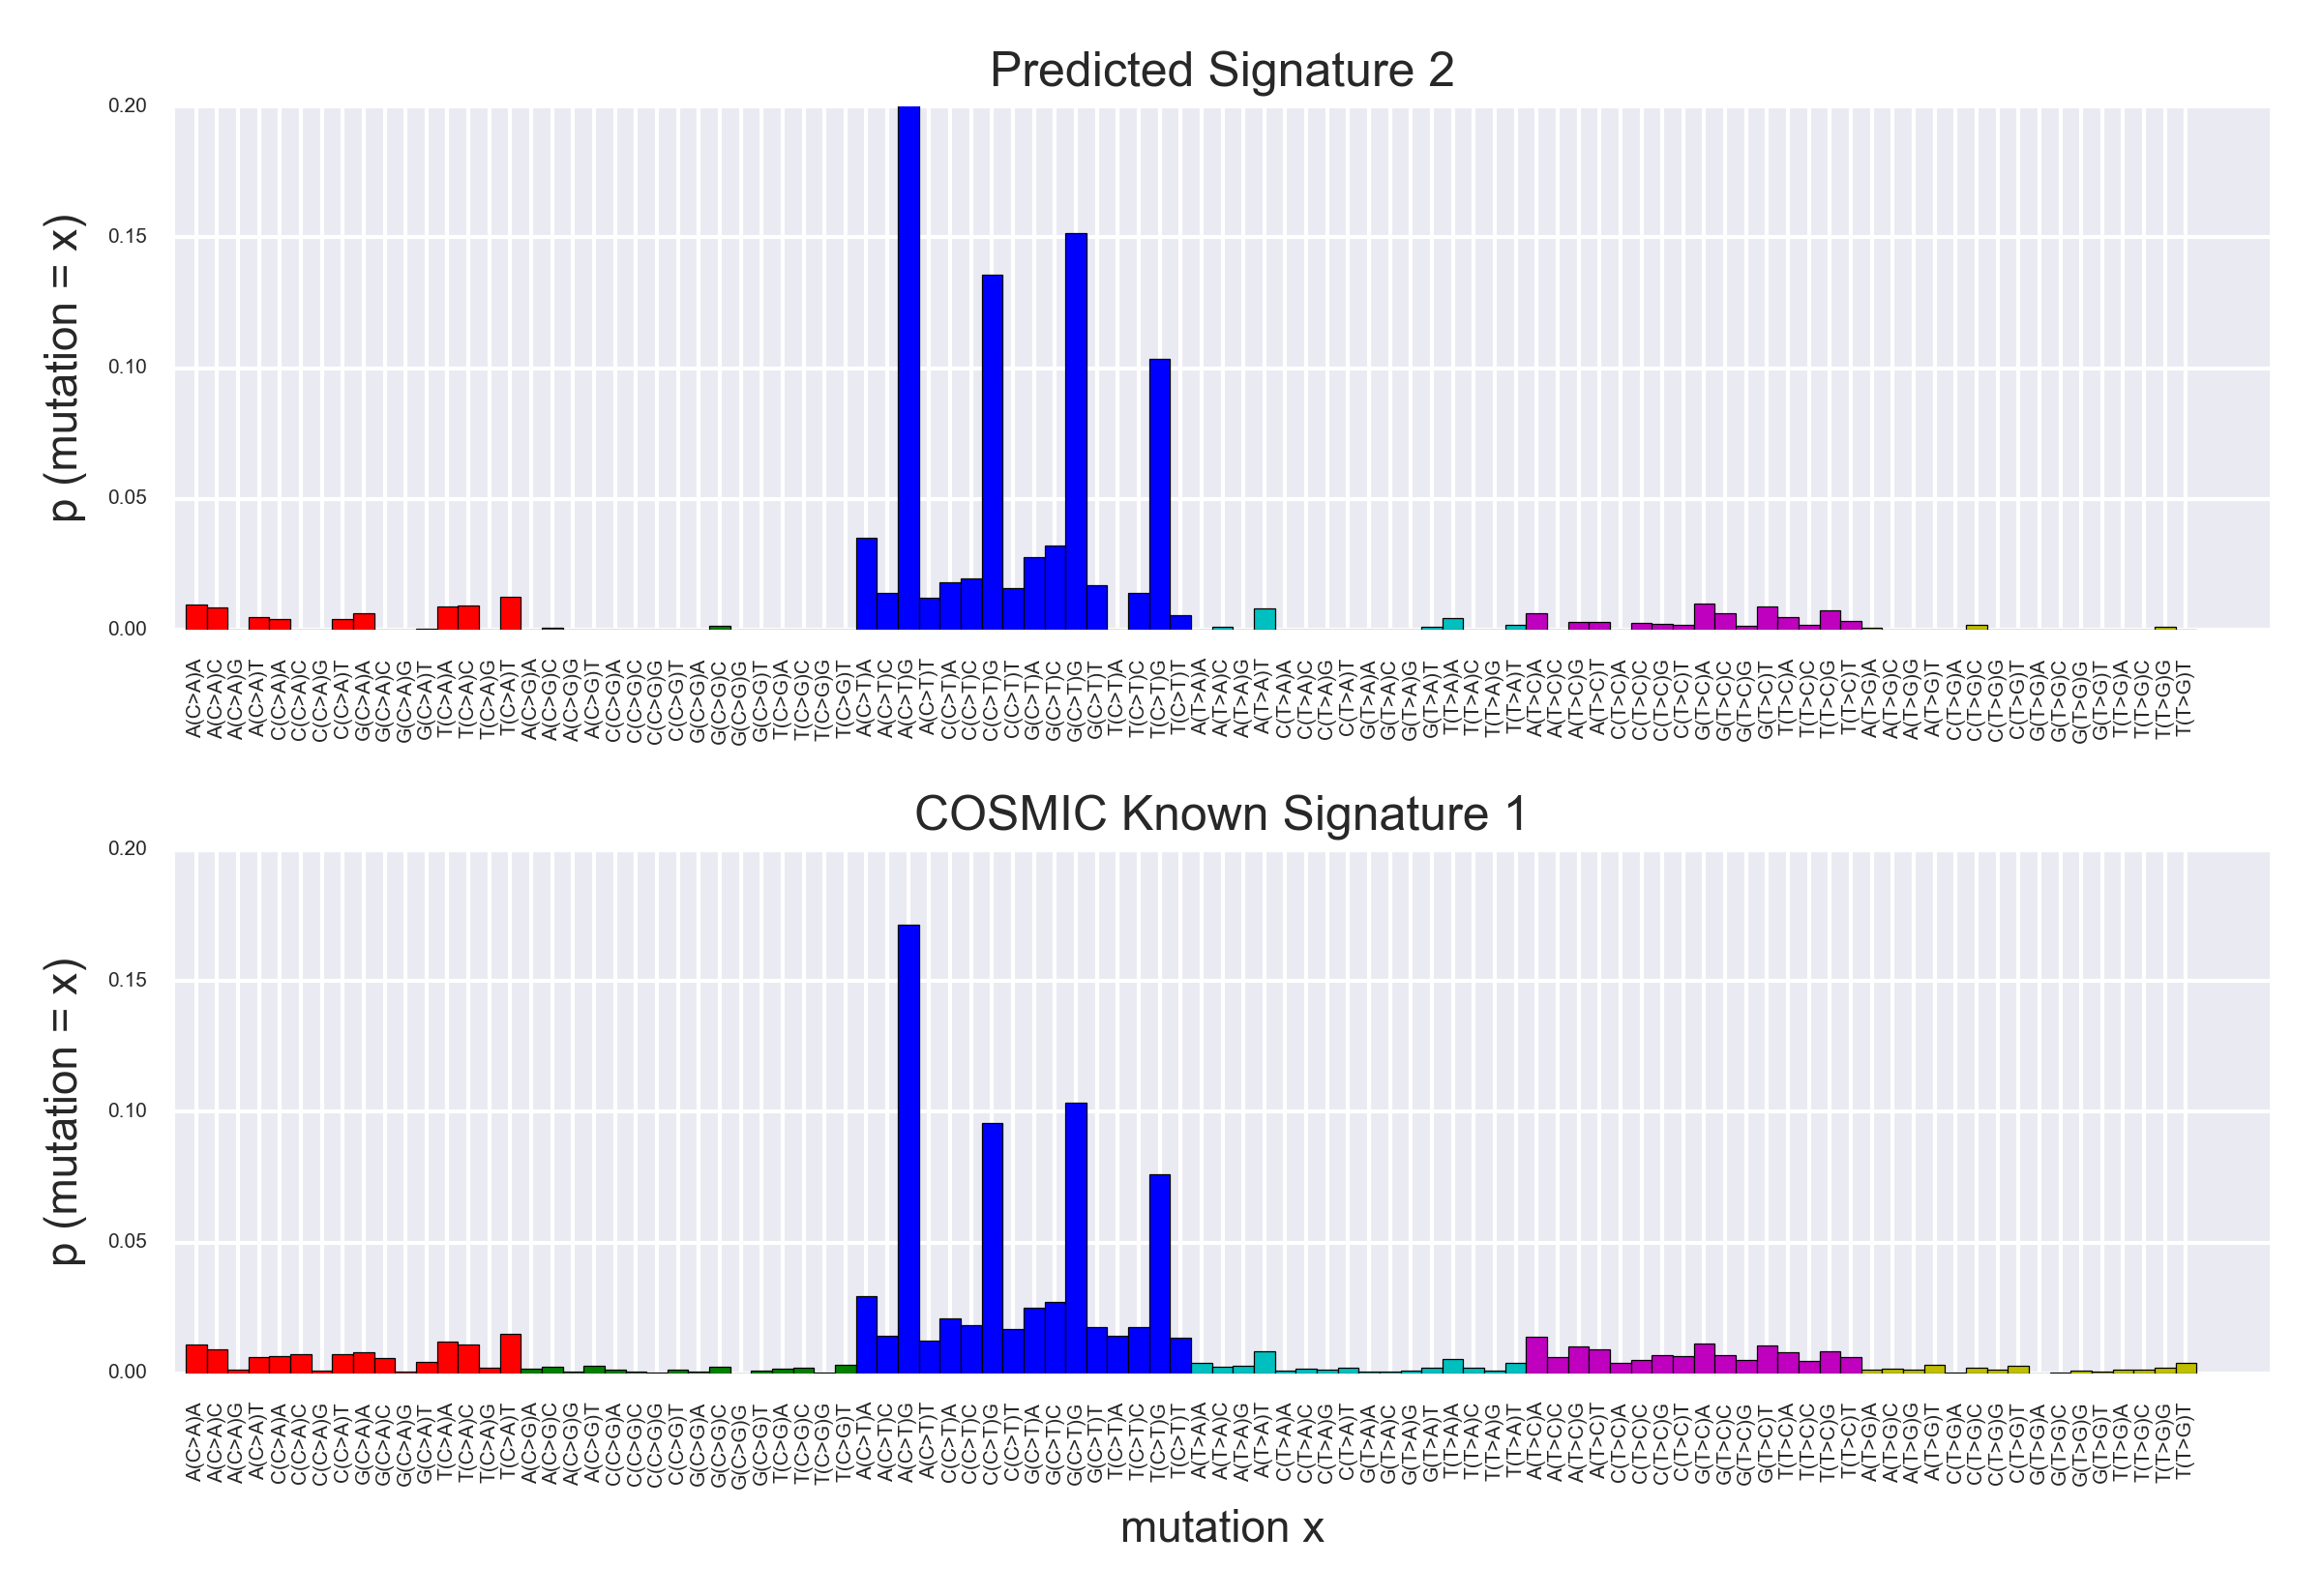 Predicted Signature 2
p (mutation = x)
0.20
0.15
0.10
0.05
0.00
A(C>A)A A(C>A)C A(C>A)G A(C>A)T C(C>A)A C(C>A)C C(C>A)G C(C>A)T G(C>A)A G(C>A)C G(C>A)G G(C>A)T T(C>A)A T(C>A)C T(C>A)G T(C>A)T A(C>G)A A(C>G)C A(C>G)G A(C>G)T C(C>G)A C(C>G)C C(C>G)G C(C>G)T G(C>G)A G(C>G)C G(C>G)G G(C>G)T T(C>G)A T(C>G)C T(C>G)G T(C>G)T A(C>T)A A(C>T)C A(C>T)G A(C>T)T C(C>T)A C(C>T)C C(C>T)G C(C>T)T G(C>T)A G(C>T)C G(C>T)G G(C>T)T T(C>T)A T(C>T)C T(C>T)G T(C>T)T A(T>A)A A(T>A)C A(T>A)G A(T>A)T C(T>A)A C(T>A)C C(T>A)G C(T>A)T G(T>A)A G(T>A)C G(T>A)G G(T>A)T T(T>A)A T(T>A)C T(T>A)G T(T>A)T A(T>C)A A(T>C)C A(T>C)G A(T>C)T C(T>C)A C(T>C)C C(T>C)G C(T>C)T G(T>C)A G(T>C)C G(T>C)G G(T>C)T T(T>C)A T(T>C)C T(T>C)G T(T>C)T A(T>G)A A(T>G)C A(T>G)G A(T>G)T C(T>G)A C(T>G)C C(T>G)G C(T>G)T G(T>G)A G(T>G)C G(T>G)G G(T>G)T T(T>G)A T(T>G)C T(T>G)G T(T>G)T
COSMIC Known Signature 1
p (mutation = x)
0.20
0.15
0.10
0.05
0.00
A(C>A)A A(C>A)C A(C>A)G A(C>A)T C(C>A)A C(C>A)C C(C>A)G C(C>A)T G(C>A)A G(C>A)C G(C>A)G G(C>A)T T(C>A)A T(C>A)C T(C>A)G T(C>A)T A(C>G)A A(C>G)C A(C>G)G A(C>G)T C(C>G)A C(C>G)C C(C>G)G C(C>G)T G(C>G)A G(C>G)C G(C>G)G G(C>G)T T(C>G)A T(C>G)C T(C>G)G T(C>G)T A(C>T)A A(C>T)C A(C>T)G A(C>T)T C(C>T)A C(C>T)C C(C>T)G C(C>T)T G(C>T)A G(C>T)C G(C>T)G G(C>T)T T(C>T)A T(C>T)C T(C>T)G T(C>T)T A(T>A)A A(T>A)C A(T>A)G A(T>A)T C(T>A)A C(T>A)C C(T>A)G C(T>A)T G(T>A)A G(T>A)C G(T>A)G G(T>A)T T(T>A)A T(T>A)C T(T>A)G T(T>A)T A(T>C)A A(T>C)C A(T>C)G A(T>C)T C(T>C)A C(T>C)C C(T>C)G C(T>C)T G(T>C)A G(T>C)C G(T>C)G G(T>C)T T(T>C)A T(T>C)C T(T>C)G T(T>C)T A(T>G)A A(T>G)C A(T>G)G A(T>G)T C(T>G)A C(T>G)C C(T>G)G C(T>G)T G(T>G)A G(T>G)C G(T>G)G G(T>G)T T(T>G)A T(T>G)C T(T>G)G T(T>G)T
mutation x